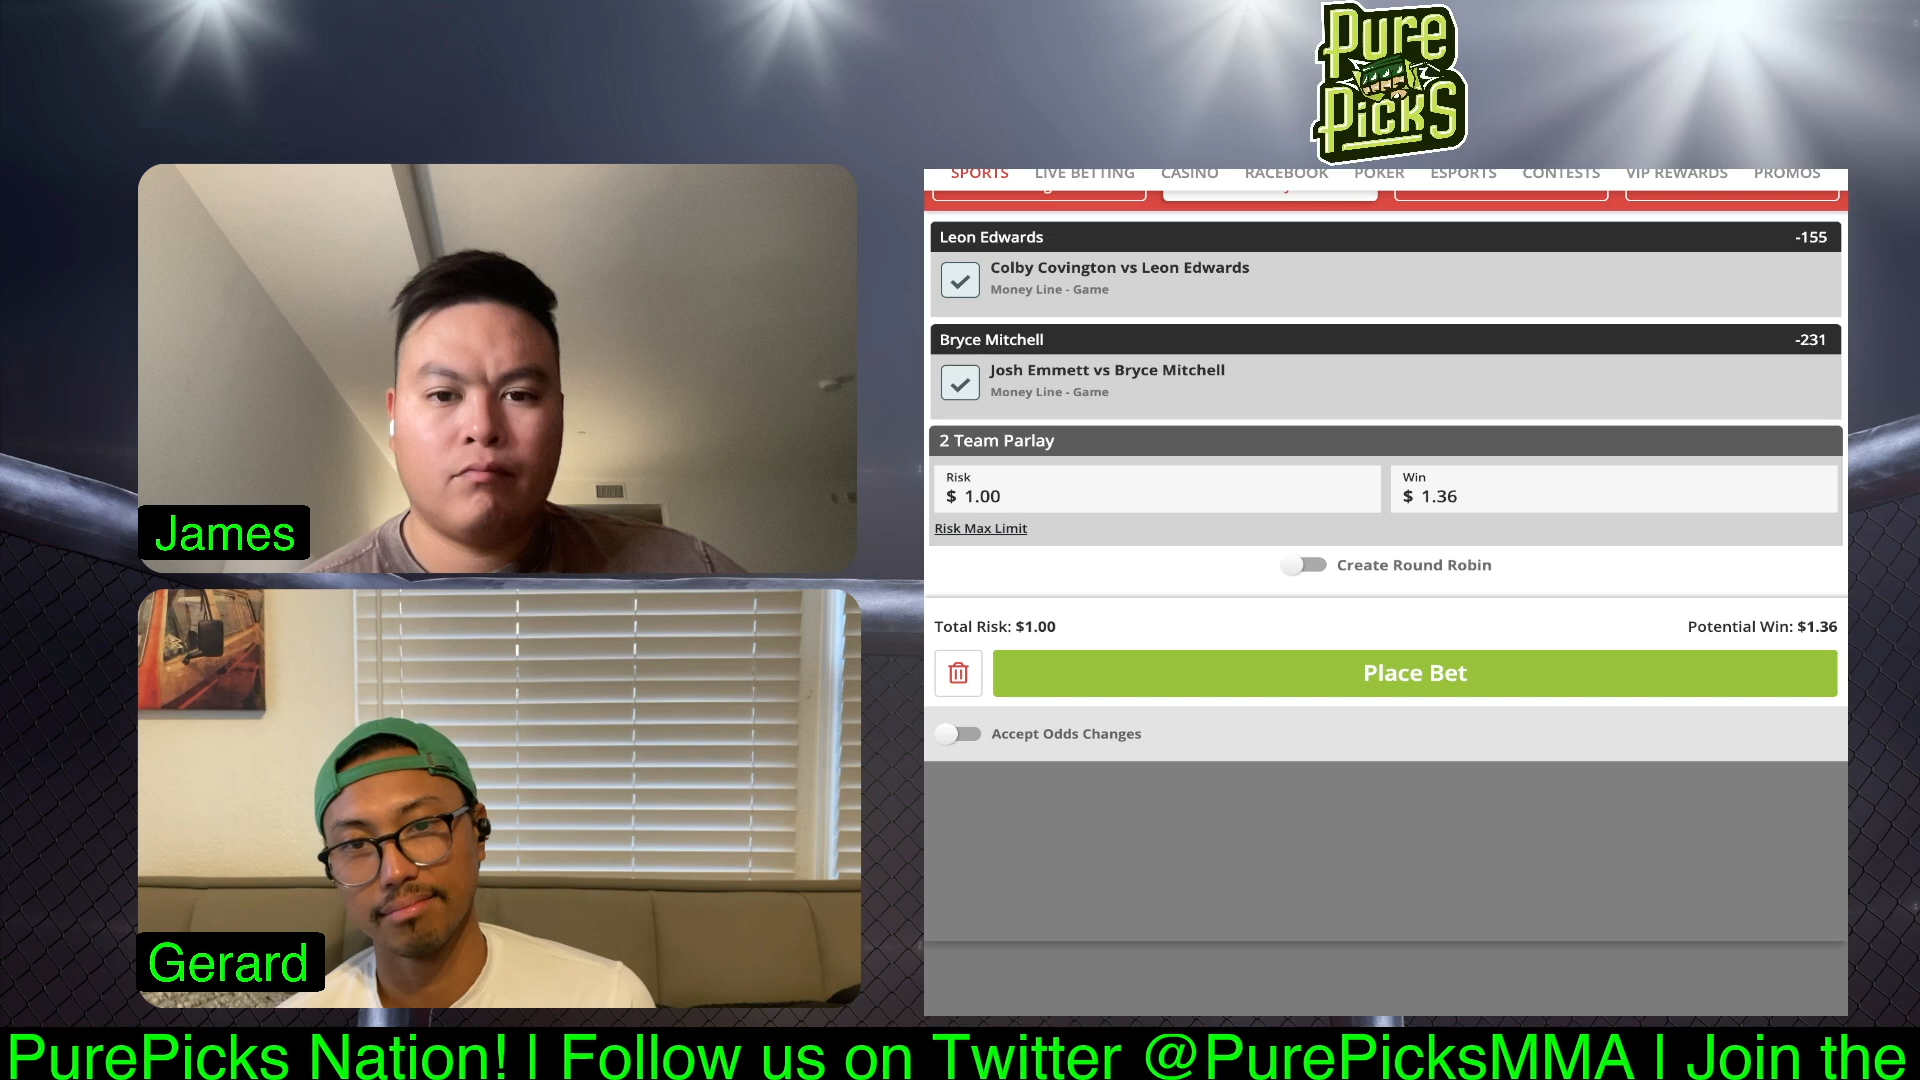 Pure
Picks
SPORTS LIVE BETTING CASINO RACEBOOK POKER ESPORTS CONTESTS VIP REWARDS PROMOS
Leon Edwards -155
Colby Covington vs Leon Edwards
Money Line - Game
Bryce Mitchell -231
Josh Emmett vs Bryce Mitchell
Money Line - Game
2 Team Parlay
Risk Win
$ 1.00 $ 1.36
Risk Max Limit
Create Round Robin
Total Risk: $1.00 Potential Win: $1.36
Place Bet
Accept Odds Changes
James
Gerard
PurePicks Nation! | Follow us on Twitter @PurePicksMMA | Join the